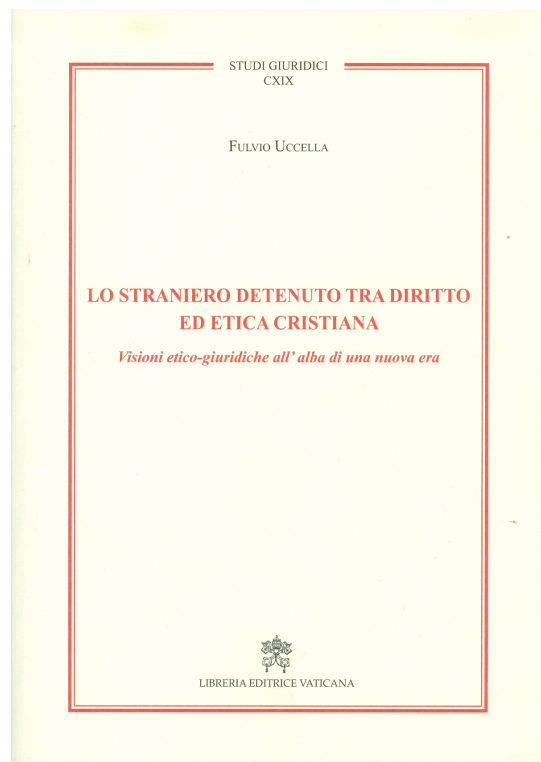 STUDI GIURIDICI
CXIX
FULVIO UCCELLA
LO STRANIERO DETENUTO TRA DIRITTO
ED ETICA CRISTIANA
Visioni etico-giuridiche all'alba di una nuova era
LIBRERIA EDITRICE VATICANA